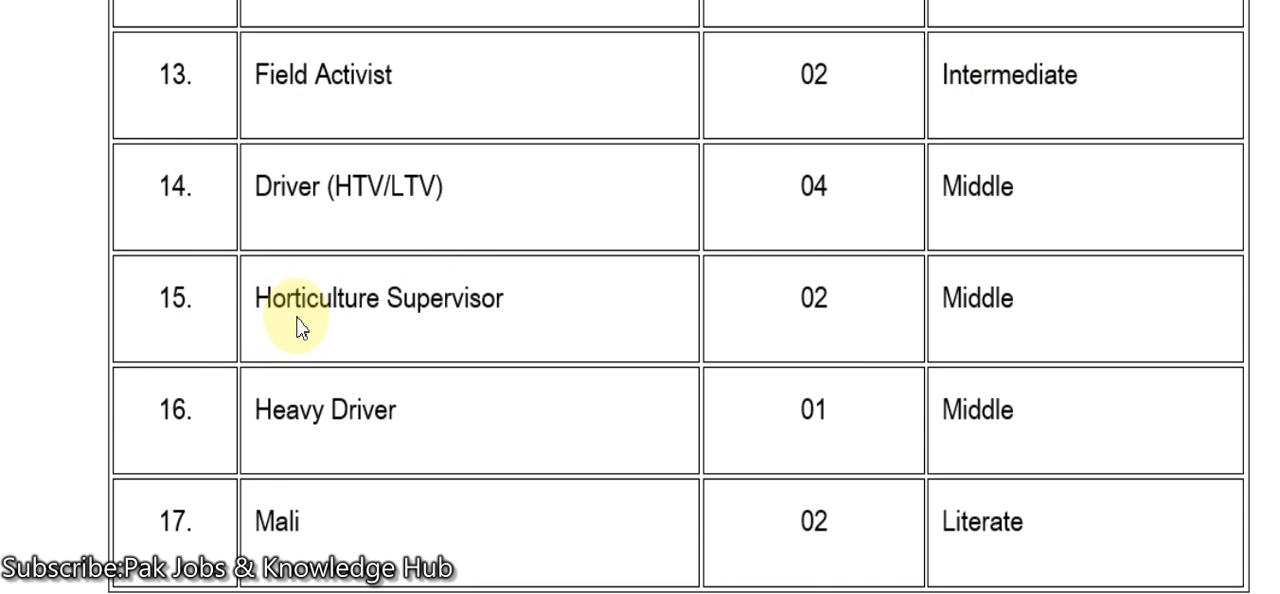 13. Field Activist 02 Intermediate
14. Driver (HTV/LTV) 04 Middle
15. Horticulture Supervisor 02 Middle
16. Heavy Driver 01 Middle
17. Mali 02 Literate
Subscribe:Pak Jobs & Knowledge Hub